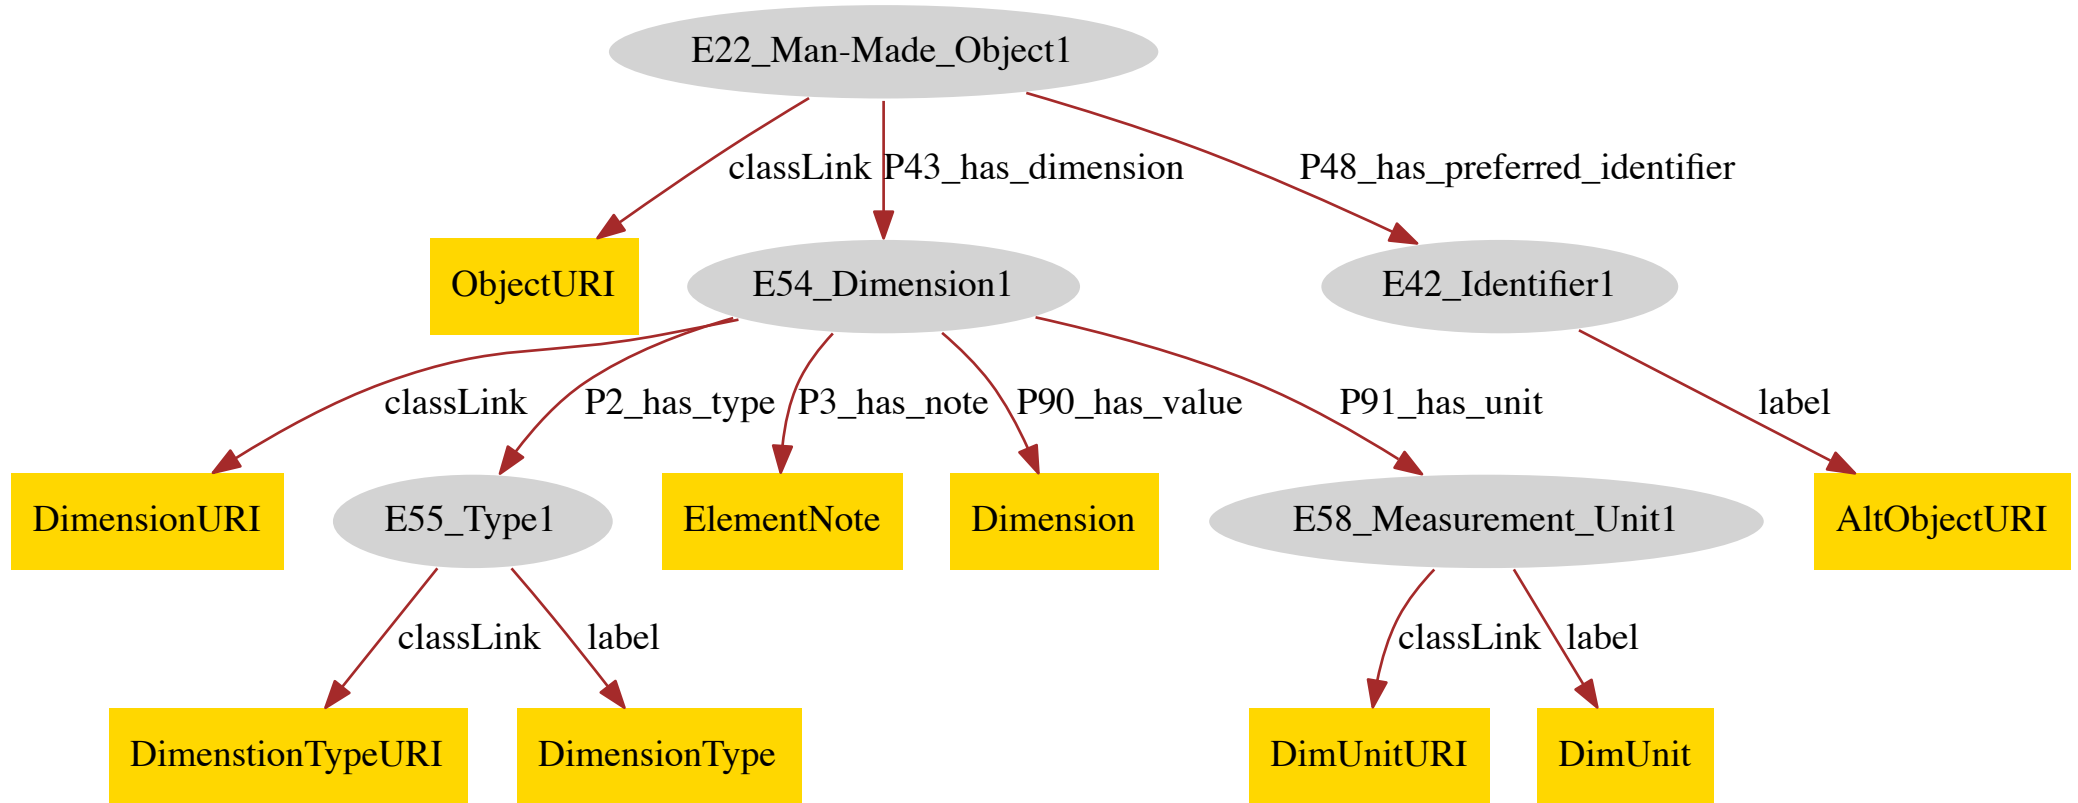 E22_Man-Made_Object1
classLink
P43_has_dimension
P48_has_preferred_identifier
ObjectURI
E54_Dimension1
E42_Identifier1
classLink
P2_has_type
P3_has_note
P90_has_value
P91_has_unit
label
DimensionURI
E55_Type1
ElementNote
Dimension
E58_Measurement_Unit1
AltObjectURI
classLink
label
classLink
label
DimenstionTypeURI
DimensionType
DimUnitURI
DimUnit